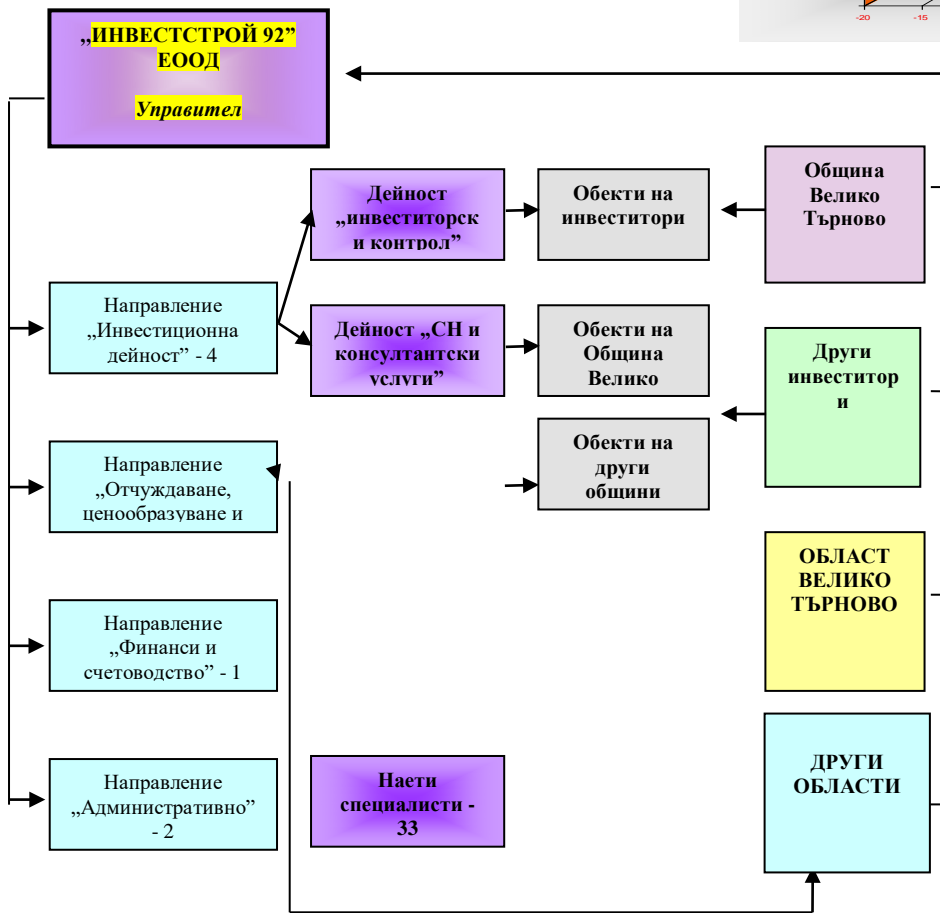 -20
-15
„ИНВЕСТСТРОЙ 92”
ЕООД
Управител
Дейност
„инвеститорск
и контрол”
Обекти на
инвеститори
Община
Велико
Търново
Направление
„Инвестиционна
дейност” - 4
Дейност „СН и
консултантски
услуги”
Обекти на
Община
Велико
Други
инвеститор
и
Направление
„Отчуждаване,
ценообразуване и
Обекти на
други
общини
ОБЛАСТ
ВЕЛИКО
ТЪРНОВО
Направление
„Финанси и
счетоводство” - 1
Направление
„Административно”
- 2
Наети
специалисти -
33
ДРУГИ
ОБЛАСТИ